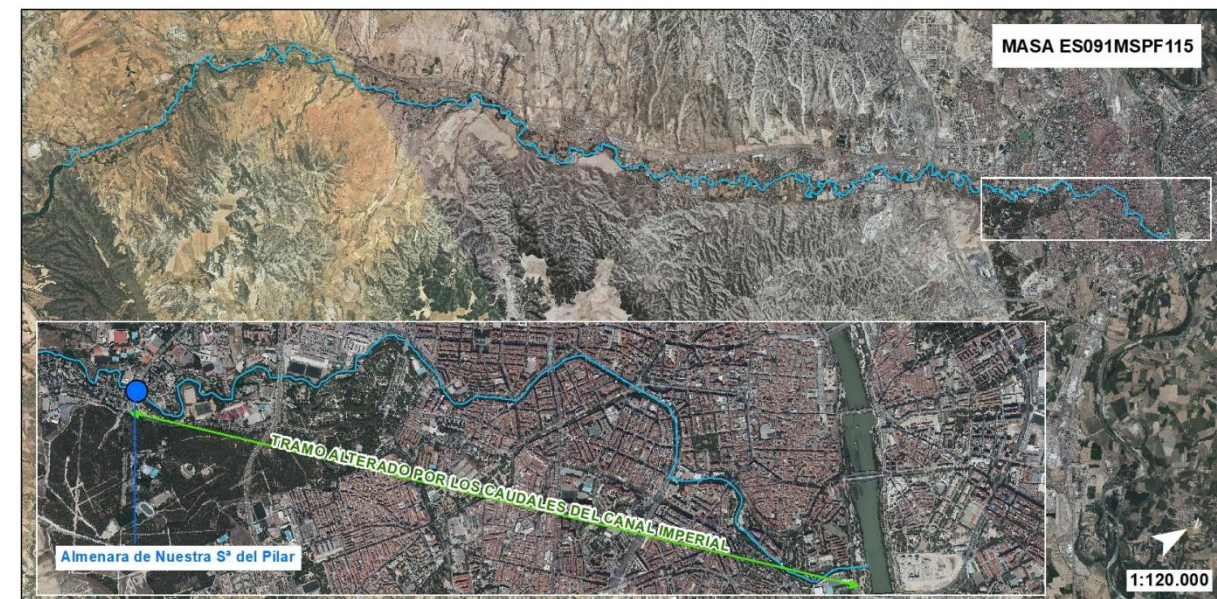 MASA ES091MSPF115
TRAMO ALTERADO POR LOS CAUDALES DEL CANAL IMPERIAL
Almenara de Nuestra Sª del Pilar
1:120.000